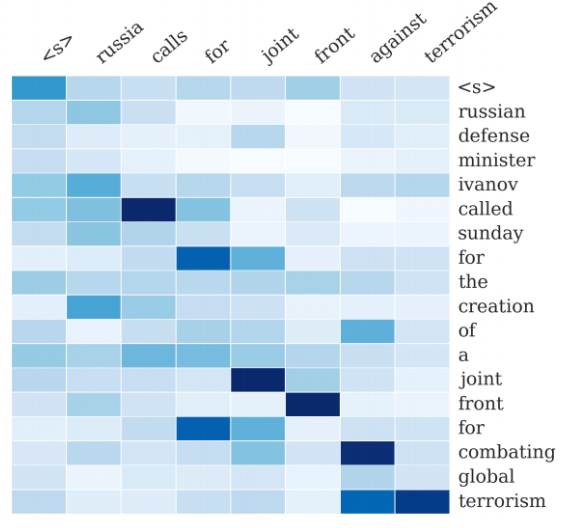 <s> russia calls for joint front against terrorism
<s>
russian
defense
minister
ivanov
called
sunday
for
the
creation
of
a
joint
front
for
combating
global
terrorism